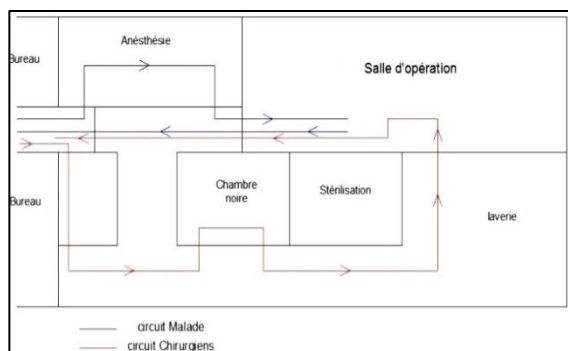 Anésthésie
Bureau
Salle d'opération
Bureau
Chambre
noire
Stérilisation
laverie
circuit Malade
circuit Chirurgiens